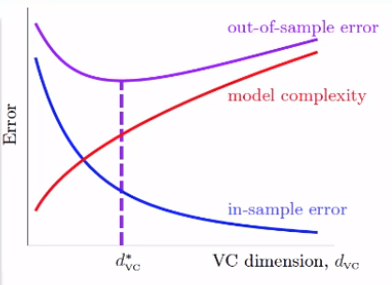 out-of-sample error
model complexity
Error
in-sample error
d*VC
VC dimension, dVC